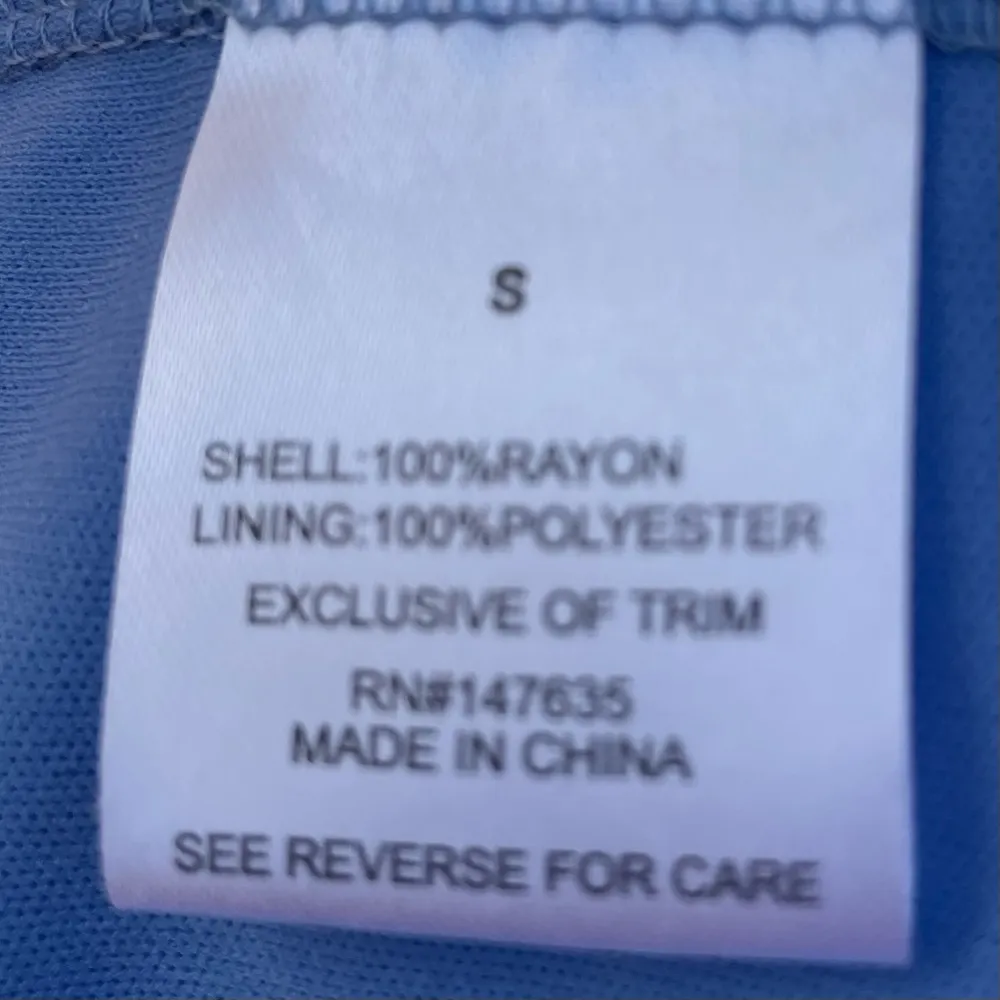 S
SHELL:100%RAYON
LINING:100%POLYESTER
EXCLUSIVE OF TRIM
RN#147635
MADE IN CHINA
SEE REVERSE FOR CARE